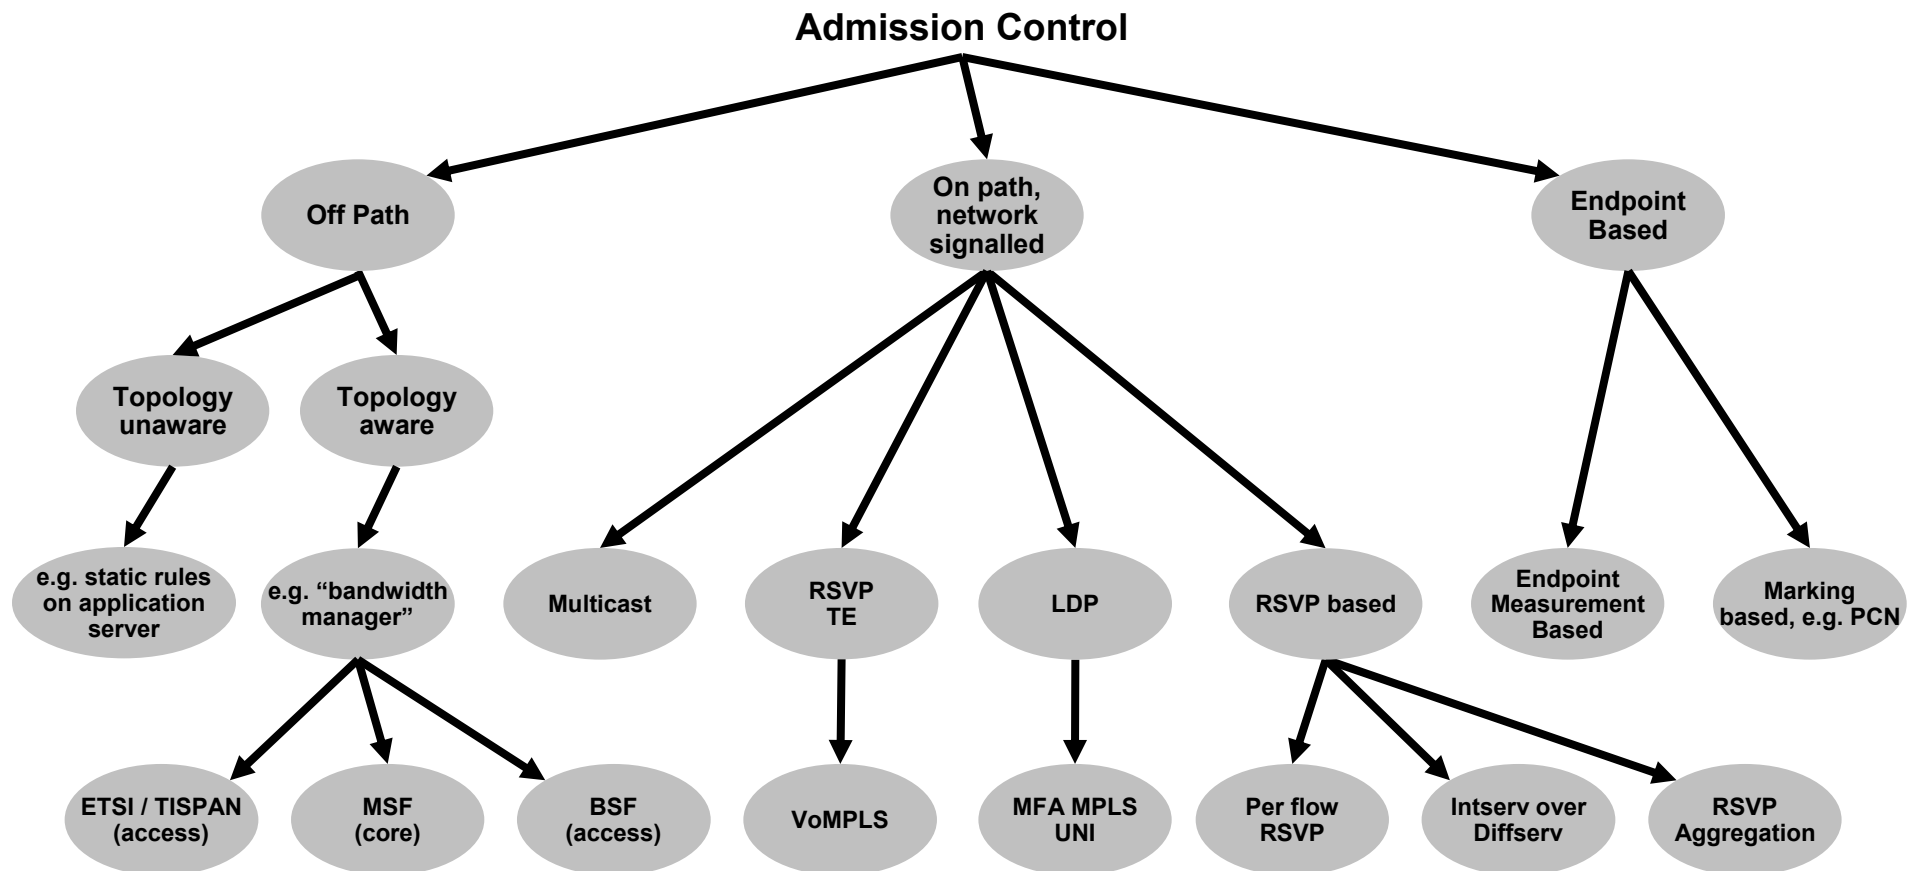 Admission Control
Off Path
On path,
network
signalled
Endpoint
Based
Topology
unaware
Topology
aware
e.g. static rules
on application
server
e.g. “bandwidth
manager”
Multicast
RSVP
TE
LDP
RSVP based
Endpoint
Measurement
Based
Marking
based, e.g. PCN
ETSI / TISPAN
(access)
MSF
(core)
BSF
(access)
VoMPLS
MFA MPLS
UNI
Per flow
RSVP
Intserv over
Diffserv
RSVP
Aggregation